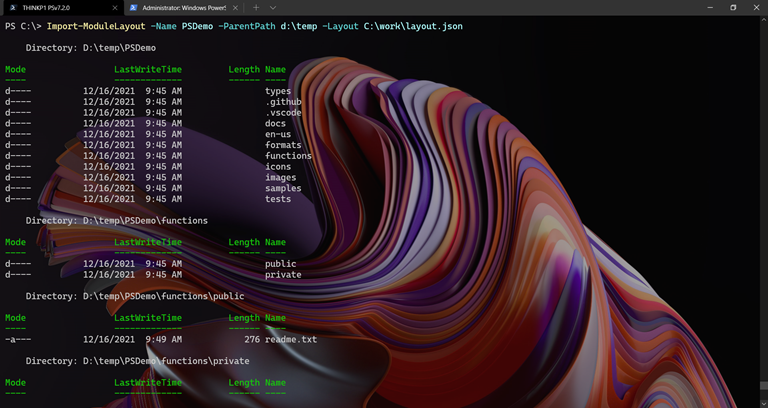 THINKP1 PSv7.2.0
Administrator: Windows PowerS
PS C:\> Import-ModuleLayout -Name PSDemo -ParentPath d:\temp -Layout C:\work\layout.json
Directory: D:\temp\PSDemo
Mode LastWriteTime Length Name
---- ------------- ------ ----
d---- 12/16/2021 9:45 AM types
d---- 12/16/2021 9:45 AM .github
d---- 12/16/2021 9:45 AM .vscode
d---- 12/16/2021 9:45 AM docs
d---- 12/16/2021 9:45 AM en-us
d---- 12/16/2021 9:45 AM formats
d---- 12/16/2021 9:45 AM functions
d---- 12/16/2021 9:45 AM icons
d---- 12/16/2021 9:45 AM images
d---- 12/16/2021 9:45 AM samples
d---- 12/16/2021 9:45 AM tests
Directory: D:\temp\PSDemo\functions
Mode LastWriteTime Length Name
---- ------------- ------ ----
d---- 12/16/2021 9:45 AM public
d---- 12/16/2021 9:45 AM private
Directory: D:\temp\PSDemo\functions\public
Mode LastWriteTime Length Name
---- ------------- ------ ----
-a--- 12/16/2021 9:49 AM 276 readme.txt
Directory: D:\temp\PSDemo\functions\private
Mode LastWriteTime Length Name
---- ------------- ------ ----